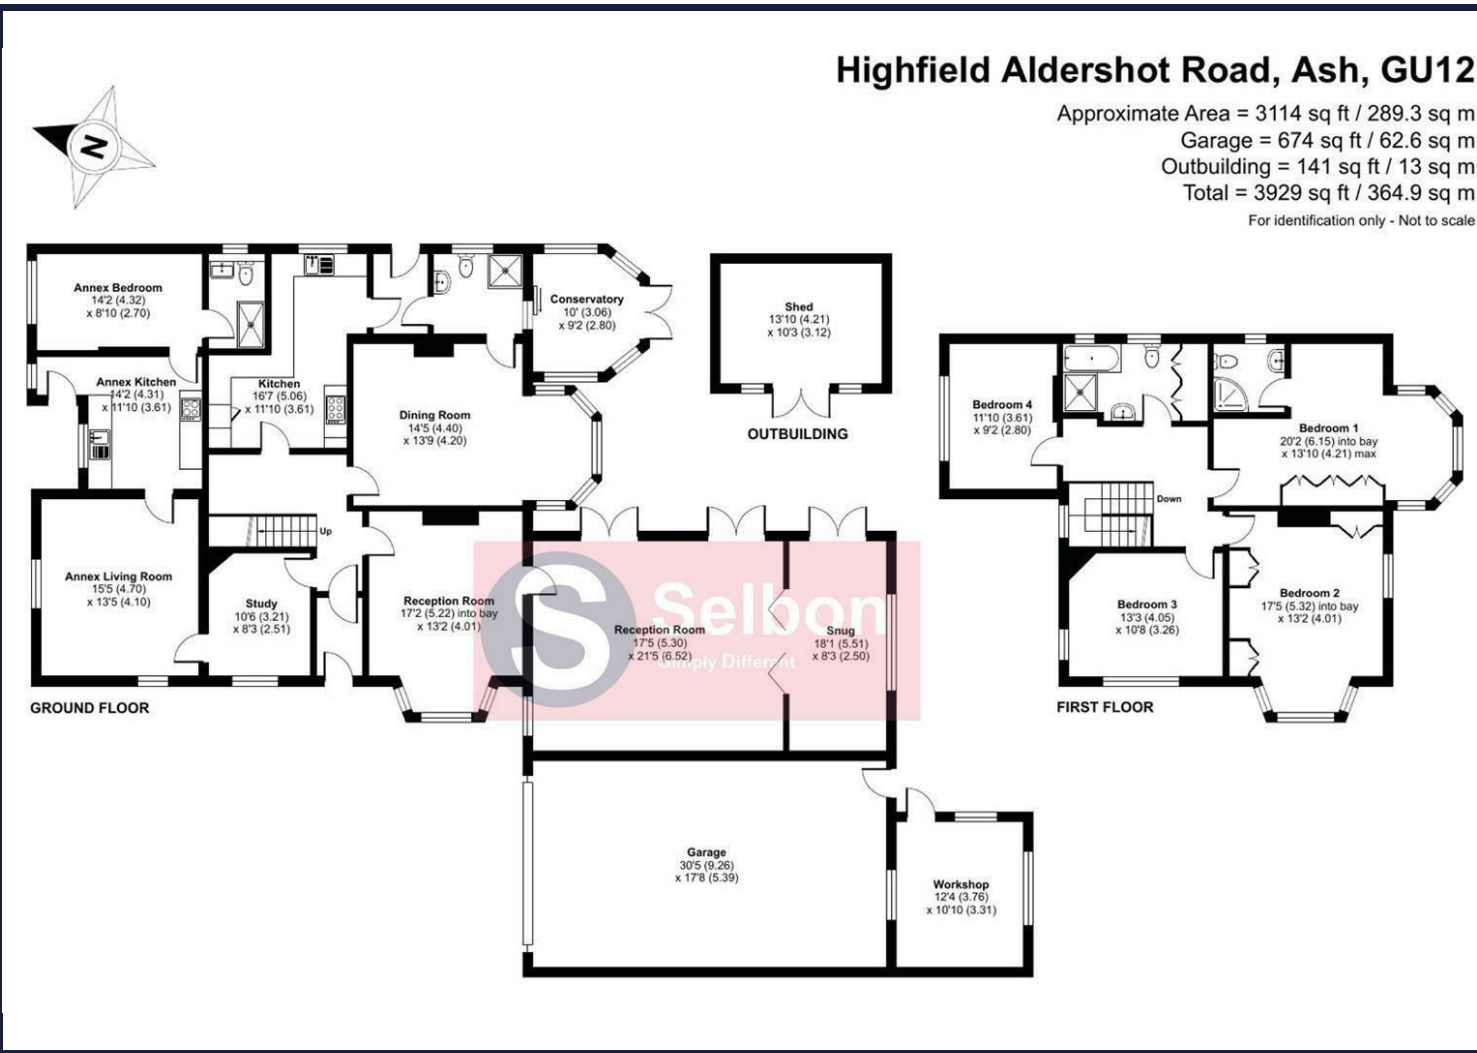 Highfield Aldershot Road, Ash, GU12
Approximate Area = 3114 sq ft / 289.3 sq m
Garage = 674 sq ft / 62.6 sq m
Outbuilding = 141 sq ft / 13 sq m
Total = 3929 sq ft / 364.9 sq m
For identification only - Not to scale
N
Annex Bedroom
14'2 (4.32)
x 8'10 (2.70)
Conservatory
10' (3.06)
x 9'2 (2.80)
Shed
13'10 (4.21)
x 10'3 (3.12)
OUTBUILDING
Annex Kitchen
14'2 (4.31)
x 11'10 (3.61)
Kitchen
16'7 (5.06)
x 11'10 (3.61)
Dining Room
14'5 (4.40)
x 13'9 (4.20)
Bedroom 4
11'10 (3.61)
x 9'2 (2.80)
Bedroom 1
20'2 (6.15) into bay
x 13'10 (4.21) max
Up
Down
Annex Living Room
15'5 (4.70)
x 13'5 (4.10)
Study
10'6 (3.21)
x 8'3 (2.51)
Reception Room
17'2 (5.22) into bay
x 13'2 (4.01)
Reception Room
17'5 (5.30)
x 21'5 (6.52)
Snug
18'1 (5.51)
x 8'3 (2.50)
S
Selbon
Simply Different
Bedroom 3
13'3 (4.05)
x 10'8 (3.26)
Bedroom 2
17'5 (5.32) into bay
x 13'2 (4.01)
GROUND FLOOR
FIRST FLOOR
Garage
30'5 (9.26)
x 17'8 (5.39)
Workshop
12'4 (3.76)
x 10'10 (3.31)